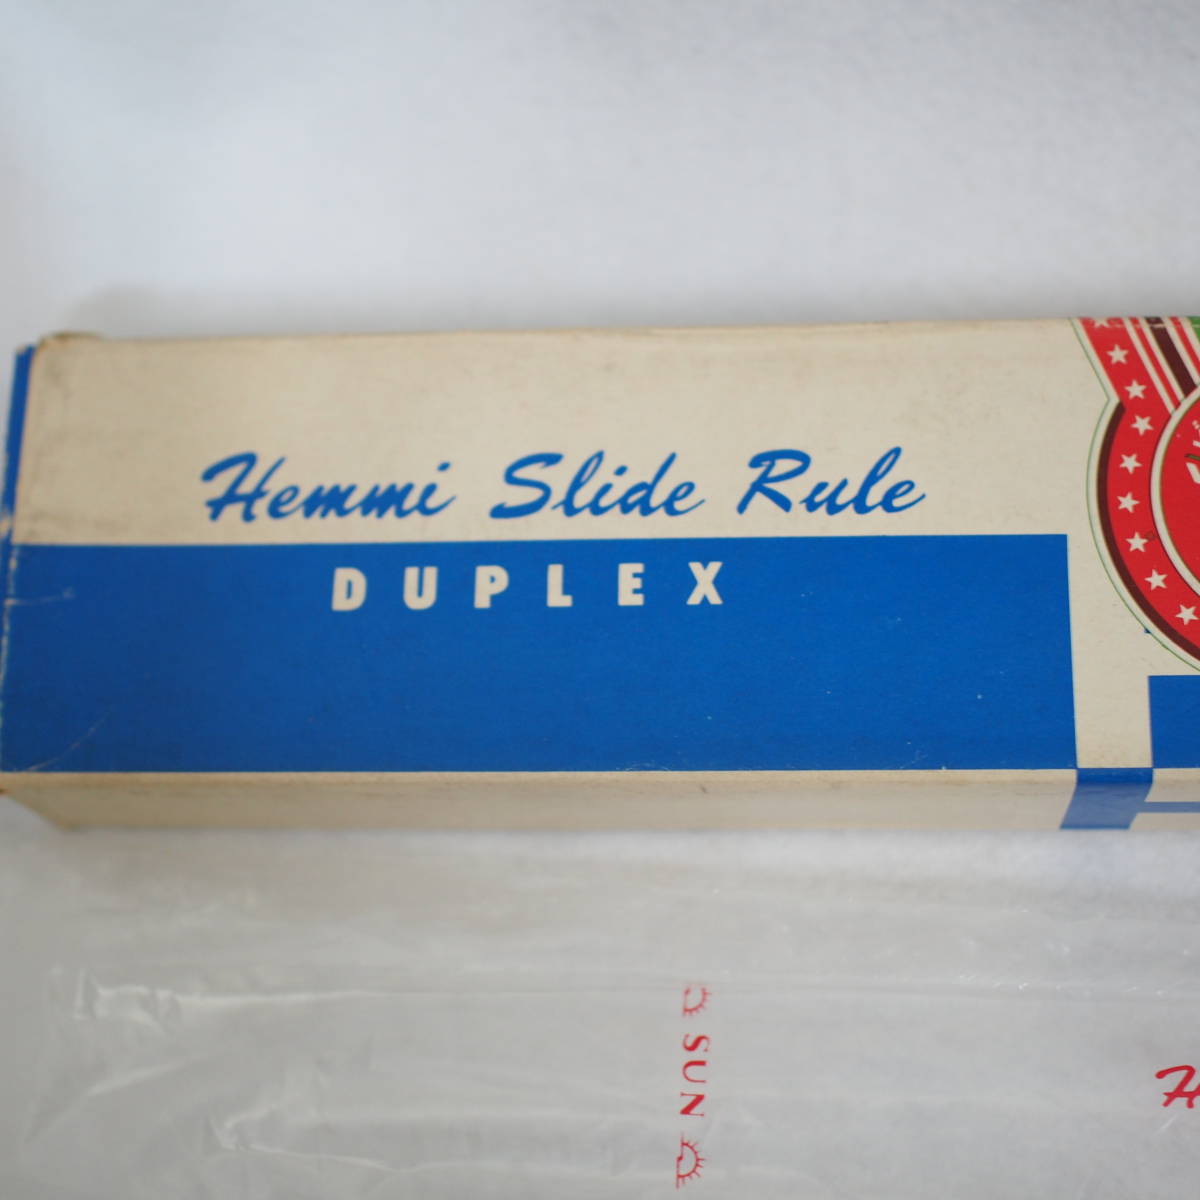 Hemmi Slide Rule
DUPLEX
SUN